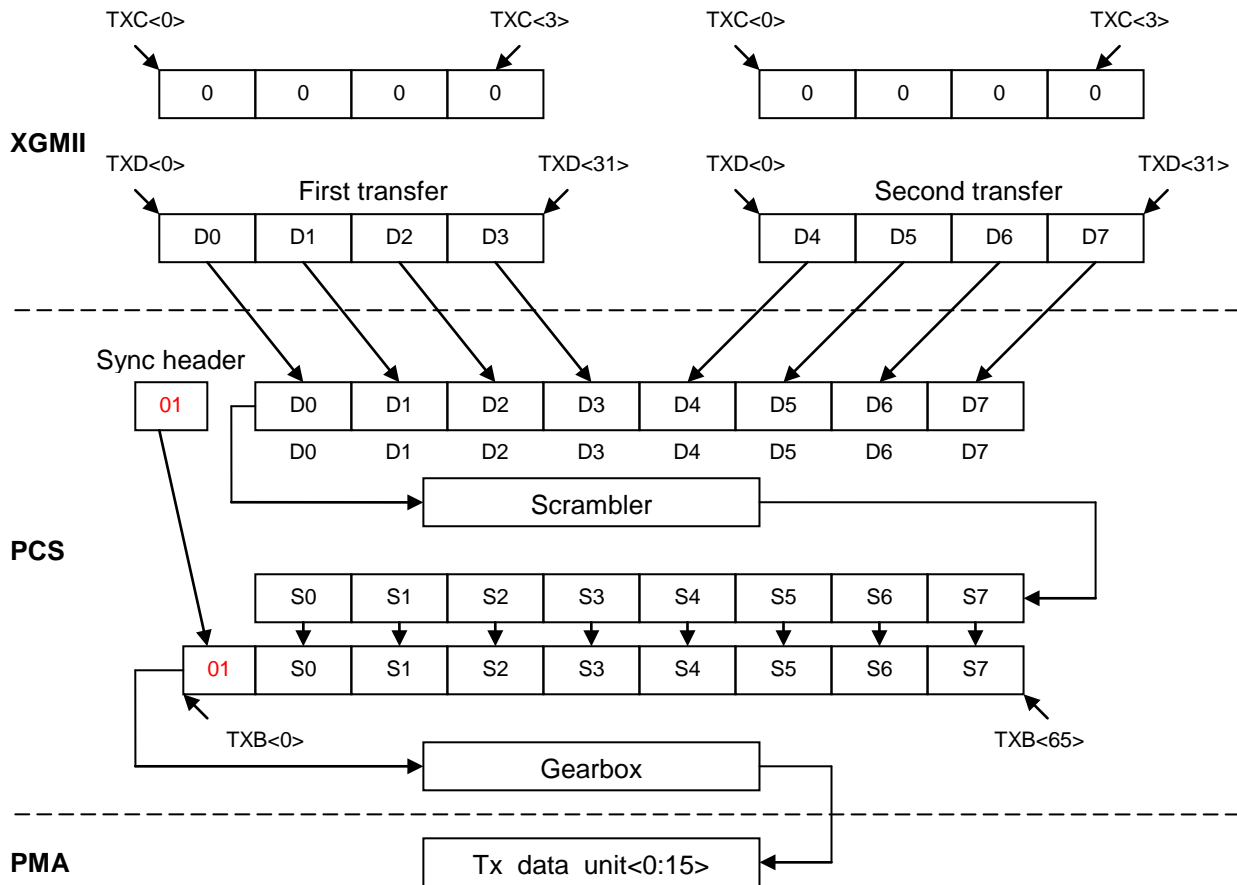 TXC<0> TXC<3> TXC<0> TXC<3>
0 0 0 0 0 0 0 0
XGMII
TXD<0> TXD<31> TXD<0> TXD<31>
First transfer Second transfer
D0 D1 D2 D3 D4 D5 D6 D7
Sync header
01 D0 D1 D2 D3 D4 D5 D6 D7
D0 D1 D2 D3 D4 D5 D6 D7
Scrambler
PCS
S0 S1 S2 S3 S4 S5 S6 S7
01 S0 S1 S2 S3 S4 S5 S6 S7
TXB<0> TXB<65>
Gearbox
PMA
Tx data unit<0:15>